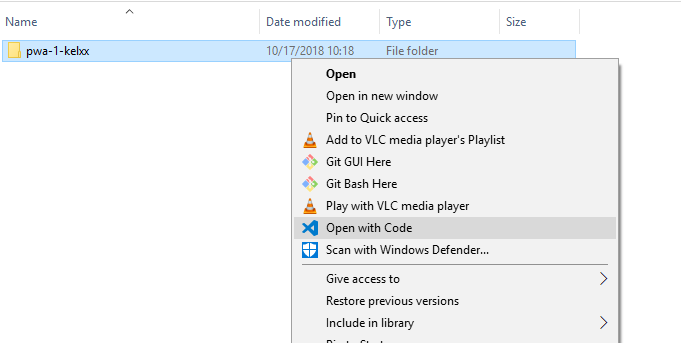 Name Date modified Type Size
pwa-1-kelxx 10/17/2018 10:18 File folder
Open
Open in new window
Pin to Quick access
Add to VLC media player's Playlist
Git GUI Here
Git Bash Here
Play with VLC media player
Open with Code
Scan with Windows Defender...
Give access to
Restore previous versions
Include in library